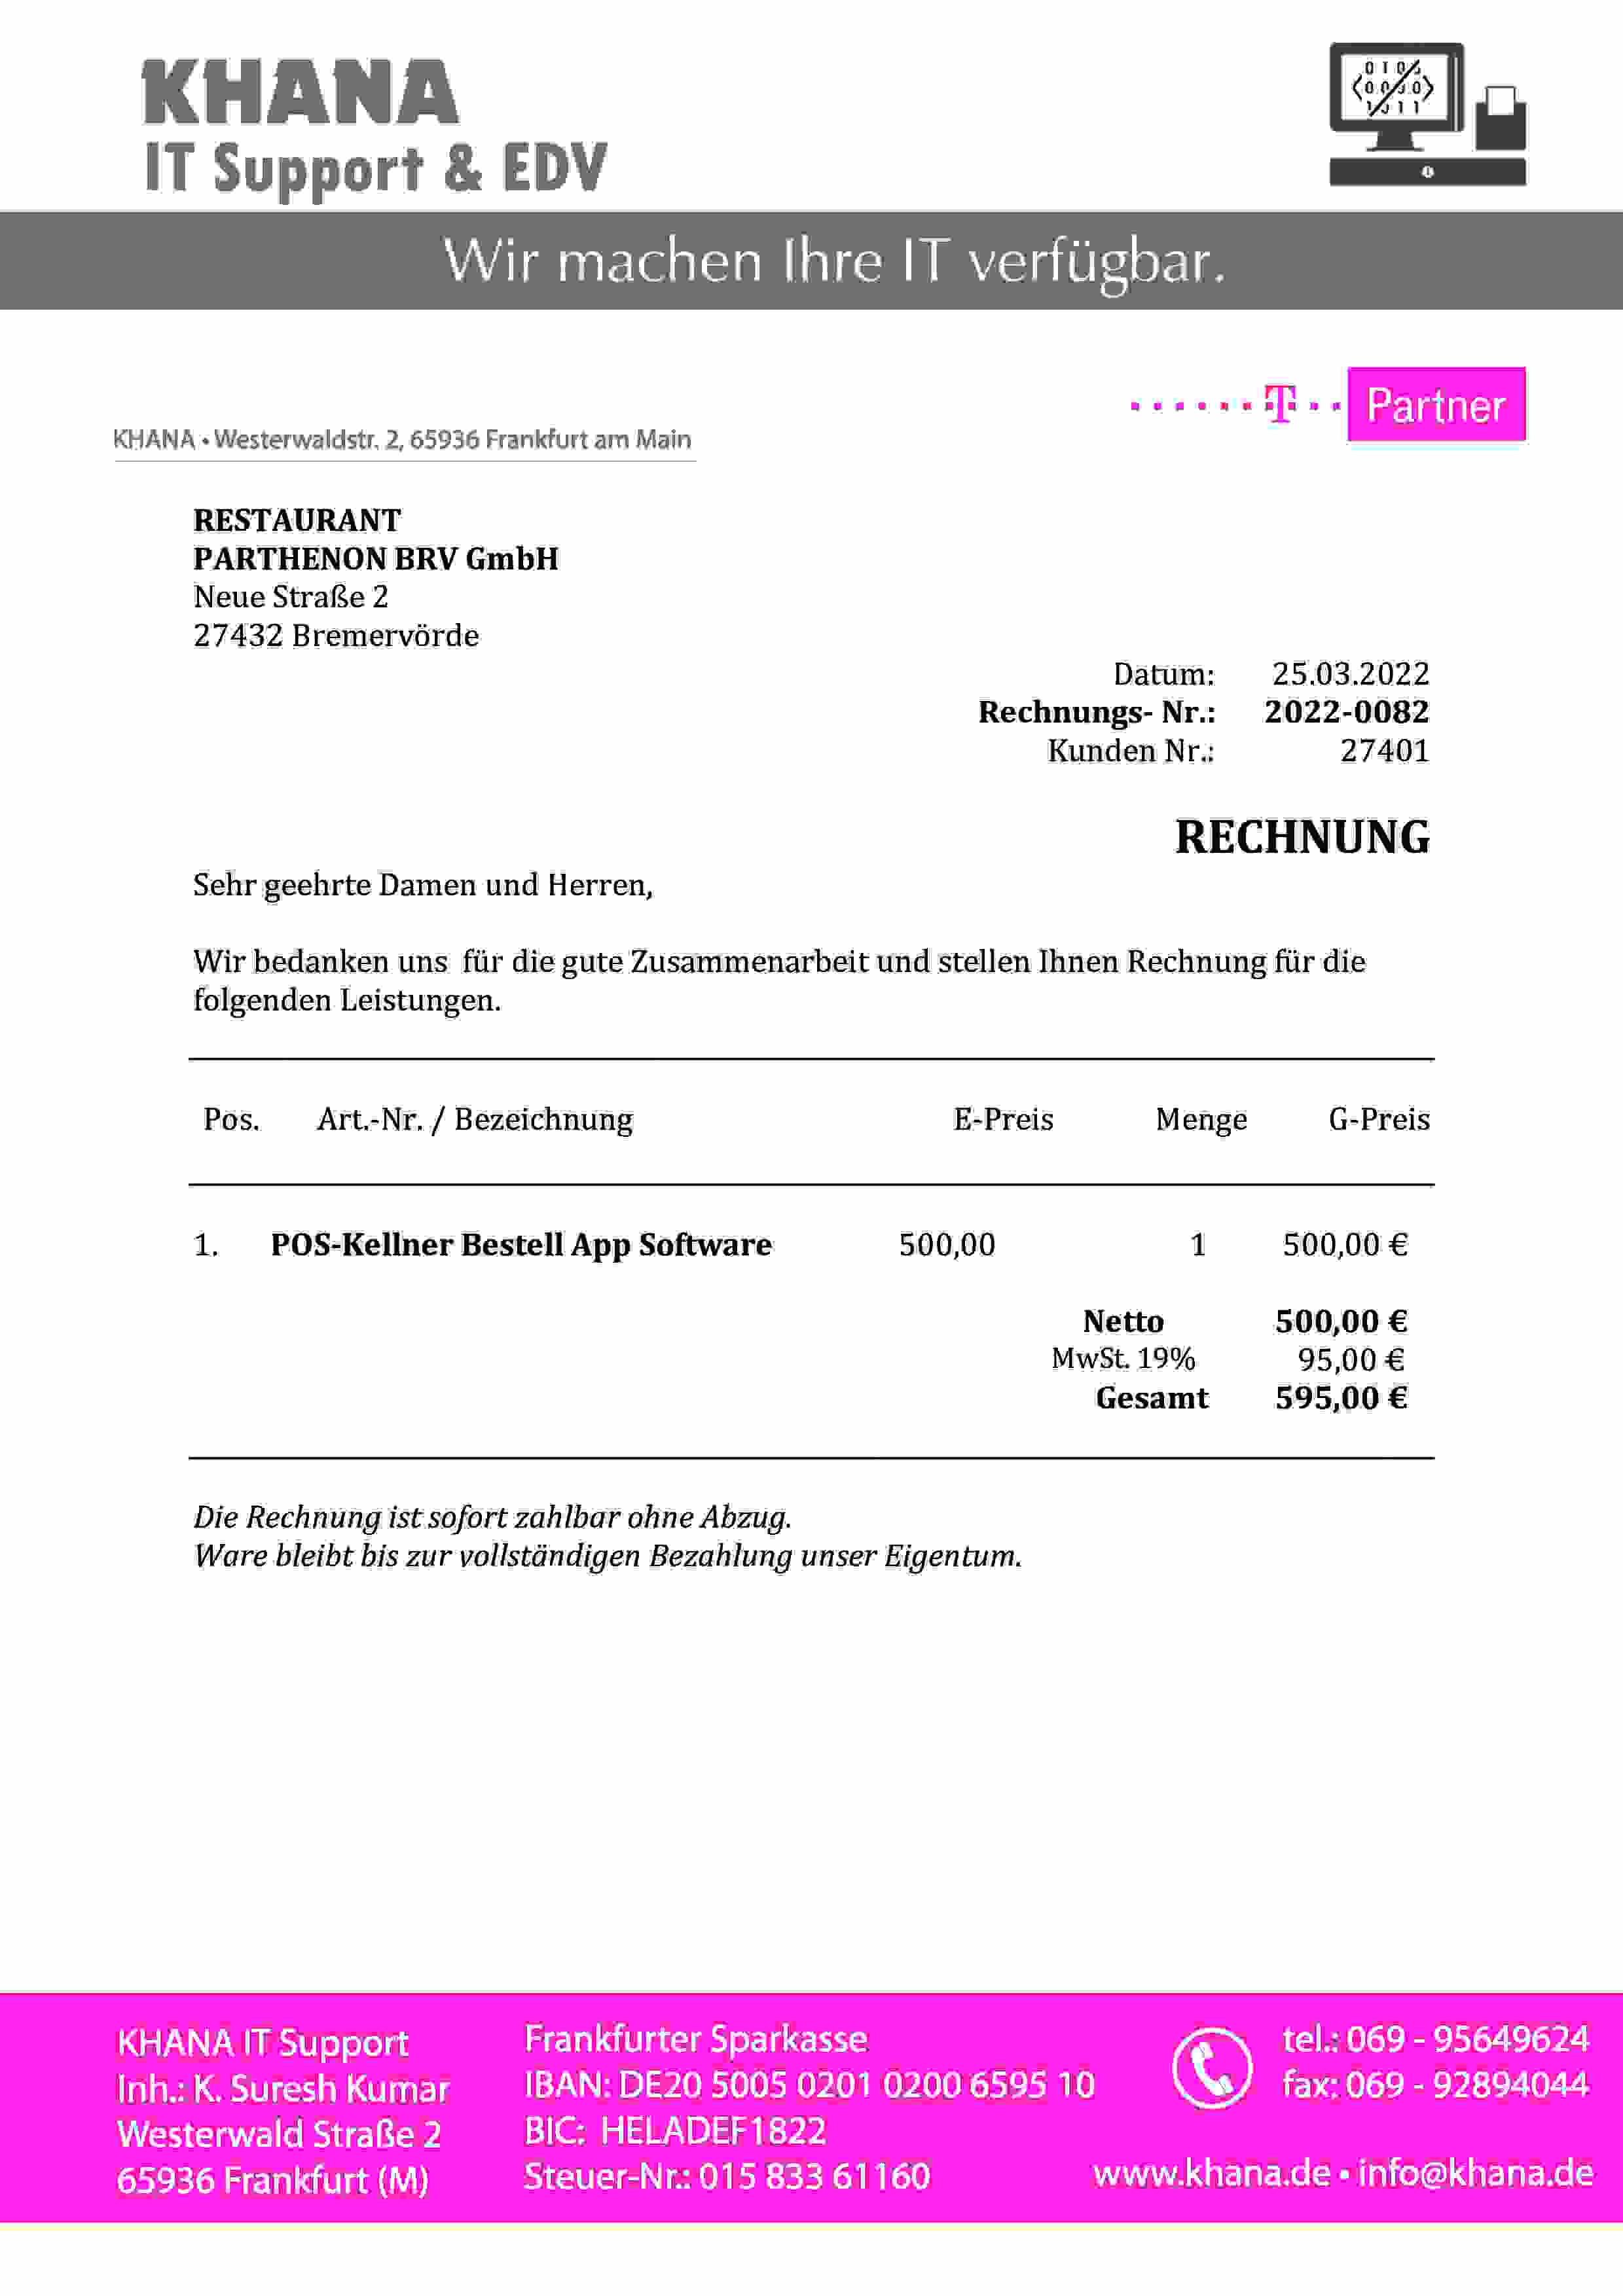 KHANA
IT Support & EDV
Wir machen Ihre IT verfügbar.
T Partner
KHANA • Westerwaldstr. 2, 65936 Frankfurt am Main
RESTAURANT
PARTHENON BRV GmbH
Neue Straße 2
27432 Bremervörde
Datum: 25.03.2022
Rechnungs- Nr.: 2022-0082
Kunden Nr.: 27401
RECHNUNG
Sehr geehrte Damen und Herren,
Wir bedanken uns für die gute Zusammenarbeit und stellen Ihnen Rechnung für die
folgenden Leistungen.
Pos. Art.-Nr. / Bezeichnung E-Preis Menge G-Preis
1. POS-Kellner Bestell App Software 500,00 1 500,00 €
Netto 500,00 €
MwSt. 19% 95,00 €
Gesamt 595,00 €
Die Rechnung ist sofort zahlbar ohne Abzug.
Ware bleibt bis zur vollständigen Bezahlung unser Eigentum.
KHANA IT Support
Inh.: K. Suresh Kumar
Westerwald Straße 2
65936 Frankfurt (M)
Frankfurter Sparkasse
IBAN: DE20 5005 0201 0200 6595 10
BIC: HELADEF1822
Steuer-Nr.: 015 833 61160
tel.: 069 - 95649624
fax: 069 - 92894044
www.khana.de • info@khana.de